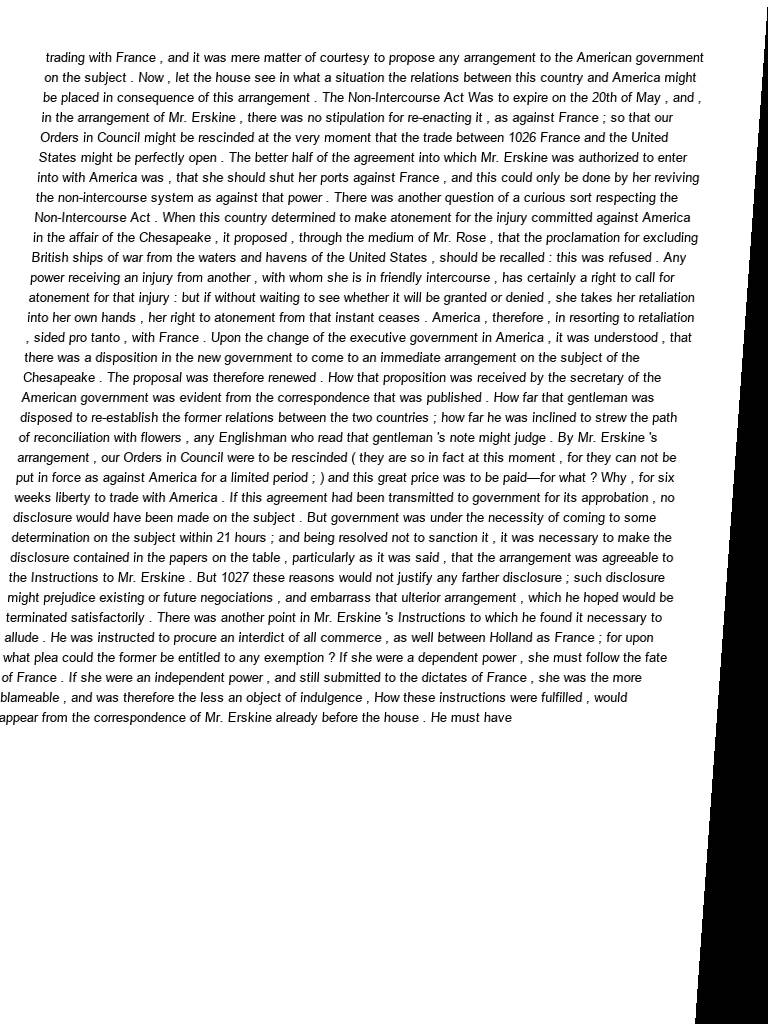 trading with France , and it was mere matter of courtesy to propose any arrangement to the American government
on the subject . Now , let the house see in what a situation the relations between this country and America might
be placed in consequence of this arrangement . The Non-Intercourse Act Was to expire on the 20th of May , and ,
in the arrangement of Mr. Erskine , there was no stipulation for re-enacting it , as against France ; so that our
Orders in Council might be rescinded at the very moment that the trade between 1026 France and the United
States might be perfectly open . The better half of the agreement into which Mr. Erskine was authorized to enter
into with America was , that she should shut her ports against France , and this could only be done by her reviving
the non-intercourse system as against that power . There was another question of a curious sort respecting the
Non-Intercourse Act . When this country determined to make atonement for the injury committed against America
in the affair of the Chesapeake , it proposed , through the medium of Mr. Rose , that the proclamation for excluding
British ships of war from the waters and havens of the United States , should be recalled : this was refused . Any
power receiving an injury from another , with whom she is in friendly intercourse , has certainly a right to call for
atonement for that injury : but if without waiting to see whether it will be granted or denied , she takes her retaliation
into her own hands , her right to atonement from that instant ceases . America , therefore , in resorting to retaliation
, sided pro tanto , with France . Upon the change of the executive government in America , it was understood , that
there was a disposition in the new government to come to an immediate arrangement on the subject of the
Chesapeake . The proposal was therefore renewed . How that proposition was received by the secretary of the
American government was evident from the correspondence that was published . How far that gentleman was
disposed to re-establish the former relations between the two countries ; how far he was inclined to strew the path
of reconciliation with flowers , any Englishman who read that gentleman 's note might judge . By Mr. Erskine 's
arrangement , our Orders in Council were to be rescinded ( they are so in fact at this moment , for they can not be
put in force as against America for a limited period ; ) and this great price was to be paid—for what ? Why , for six
weeks liberty to trade with America . If this agreement had been transmitted to government for its approbation , no
disclosure would have been made on the subject . But government was under the necessity of coming to some
determination on the subject within 21 hours ; and being resolved not to sanction it , it was necessary to make the
disclosure contained in the papers on the table , particularly as it was said , that the arrangement was agreeable to
the Instructions to Mr. Erskine . But 1027 these reasons would not justify any farther disclosure ; such disclosure
might prejudice existing or future negociations , and embarrass that ulterior arrangement , which he hoped would be
terminated satisfactorily . There was another point in Mr. Erskine 's Instructions to which he found it necessary to
allude . He was instructed to procure an interdict of all commerce , as well between Holland as France ; for upon
what plea could the former be entitled to any exemption ? If she were a dependent power , she must follow the fate
of France . If she were an independent power , and still submitted to the dictates of France , she was the more
blameable , and was therefore the less an object of indulgence , How these instructions were fulfilled , would
appear from the correspondence of Mr. Erskine already before the house . He must have